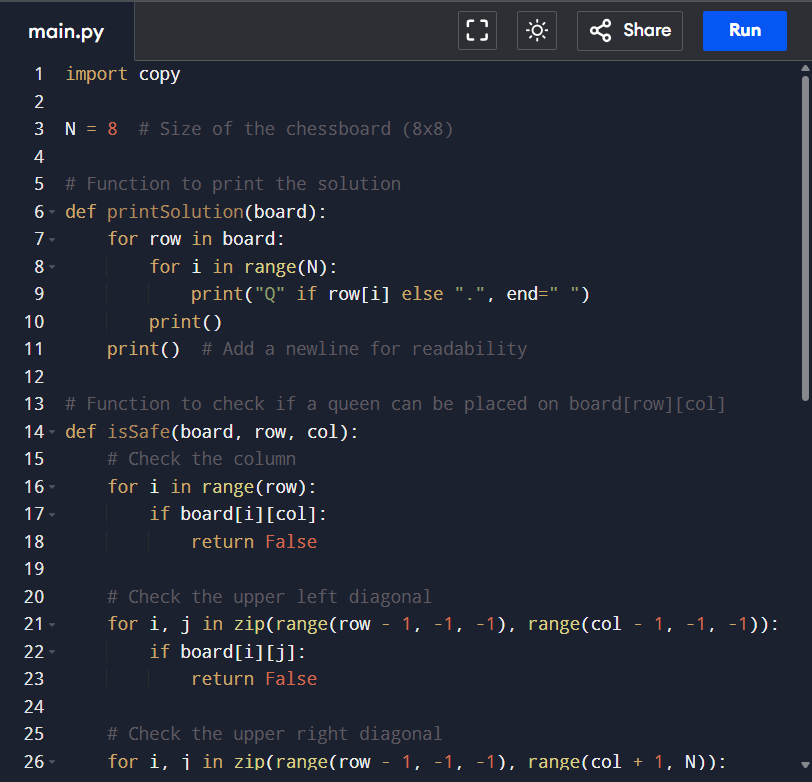 main.py
Share
Run
1 import copy
2
3 N = 8  # Size of the chessboard (8x8)
4
5 # Function to print the solution
6 def printSolution(board):
7     for row in board:
8         for i in range(N):
9             print("Q" if row[i] else ".", end=" ")
10         print()
11     print()  # Add a newline for readability
12
13 # Function to check if a queen can be placed on board[row][col]
14 def isSafe(board, row, col):
15     # Check the column
16     for i in range(row):
17         if board[i][col]:
18             return False
19
20     # Check the upper left diagonal
21     for i, j in zip(range(row - 1, -1, -1), range(col - 1, -1, -1)):
22         if board[i][j]:
23             return False
24
25     # Check the upper right diagonal
26     for i, j in zip(range(row - 1, -1, -1), range(col + 1, N)):